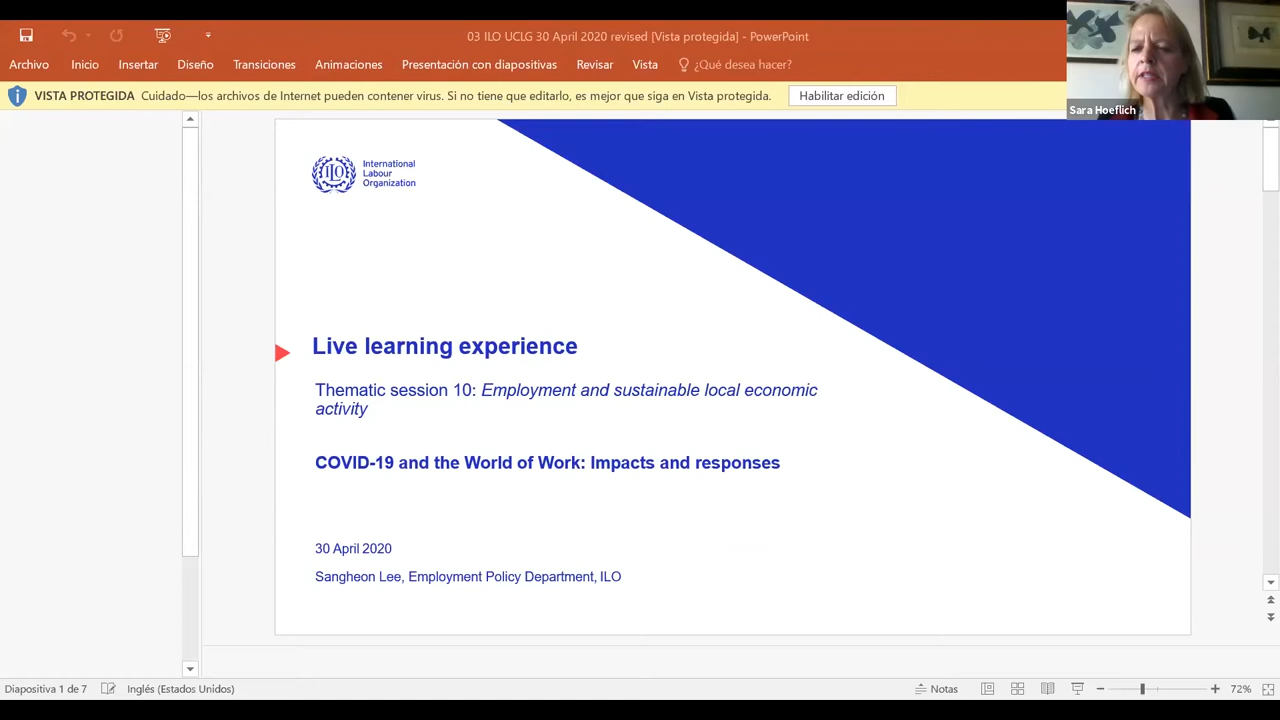 03 ILO UCLG 30 April 2020 revised [Vista protegida] - PowerPoint
Archivo Inicio Insertar Diseño Transiciones Animaciones Presentación con diapositivas Revisar Vista ¿Qué desea hacer?
VISTA PROTEGIDA Cuidado—los archivos de Internet pueden contener virus. Si no tiene que editarlo, es mejor que siga en Vista protegida. Habilitar edición
Sara Hoeflich
ILO
International
Labour
Organization
Live learning experience
Thematic session 10: Employment and sustainable local economic
activity
COVID-19 and the World of Work: Impacts and responses
30 April 2020
Sangheon Lee, Employment Policy Department, ILO
Diapositiva 1 de 7 Inglés (Estados Unidos) Notas 72%